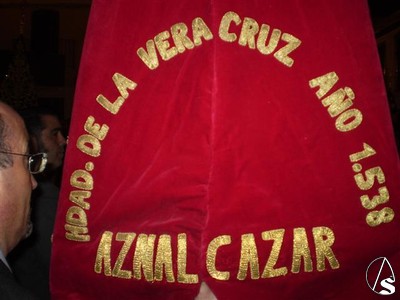 HDAD. DE LA VERA CRUZ AÑO 1.538
AZNALCAZAR